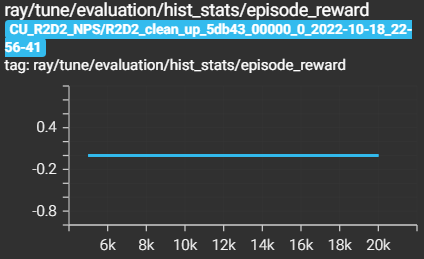 ray/tune/evaluation/hist_stats/episode_reward
CU_R2D2_NPS/R2D2_clean_up_5db43_00000_0_2022-10-18_22-
56-41
tag: ray/tune/evaluation/hist_stats/episode_reward
0.4
-0.2
-0.8
6k 8k 10k 12k 14k 16k 18k 20k